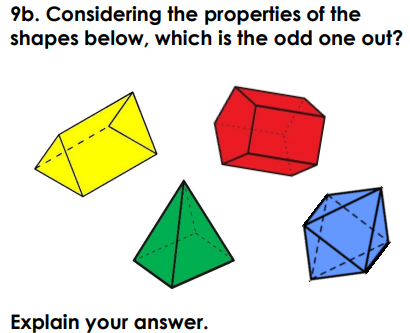 9b. Considering the properties of the
shapes below, which is the odd one out?
Explain your answer.